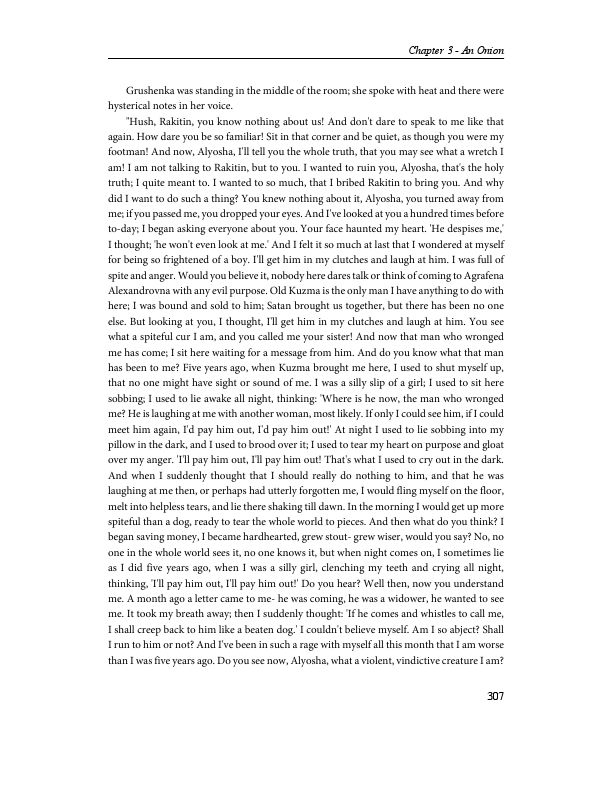 Chapter 3 - An Onion
Grushenka was standing in the middle of the room; she spoke with heat and there were
hysterical notes in her voice.
"Hush, Rakitin, you know nothing about us! And don't dare to speak to me like that
again. How dare you be so familiar! Sit in that corner and be quiet, as though you were my
footman! And now, Alyosha, I'll tell you the whole truth, that you may see what a wretch I
am! I am not talking to Rakitin, but to you. I wanted to ruin you, Alyosha, that's the holy
truth; I quite meant to. I wanted to so much, that I bribed Rakitin to bring you. And why
did I want to do such a thing? You knew nothing about it, Alyosha, you turned away from
me; if you passed me, you dropped your eyes. And I've looked at you a hundred times before
to-day; I began asking everyone about you. Your face haunted my heart. 'He despises me,'
I thought; 'he won't even look at me.' And I felt it so much at last that I wondered at myself
for being so frightened of a boy. I'll get him in my clutches and laugh at him. I was full of
spite and anger. Would you believe it, nobody here dares talk or think of coming to Agrafena
Alexandrovna with any evil purpose. Old Kuzma is the only man I have anything to do with
here; I was bound and sold to him; Satan brought us together, but there has been no one
else. But looking at you, I thought, I'll get him in my clutches and laugh at him. You see
what a spiteful cur I am, and you called me your sister! And now that man who wronged
me has come; I sit here waiting for a message from him. And do you know what that man
has been to me? Five years ago, when Kuzma brought me here, I used to shut myself up,
that no one might have sight or sound of me. I was a silly slip of a girl; I used to sit here
sobbing; I used to lie awake all night, thinking: 'Where is he now, the man who wronged
me? He is laughing at me with another woman, most likely. If only I could see him, if I could
meet him again, I'd pay him out, I'd pay him out!' At night I used to lie sobbing into my
pillow in the dark, and I used to brood over it; I used to tear my heart on purpose and gloat
over my anger. 'I'll pay him out, I'll pay him out! That's what I used to cry out in the dark.
And when I suddenly thought that I should really do nothing to him, and that he was
laughing at me then, or perhaps had utterly forgotten me, I would fling myself on the floor,
melt into helpless tears, and lie there shaking till dawn. In the morning I would get up more
spiteful than a dog, ready to tear the whole world to pieces. And then what do you think? I
began saving money, I became hardhearted, grew stout- grew wiser, would you say? No, no
one in the whole world sees it, no one knows it, but when night comes on, I sometimes lie
as I did five years ago, when I was a silly girl, clenching my teeth and crying all night,
thinking, 'I'll pay him out, I'll pay him out!' Do you hear? Well then, now you understand
me. A month ago a letter came to me- he was coming, he was a widower, he wanted to see
me. It took my breath away; then I suddenly thought: 'If he comes and whistles to call me,
I shall creep back to him like a beaten dog.' I couldn't believe myself. Am I so abject? Shall
I run to him or not? And I've been in such a rage with myself all this month that I am worse
than I was five years ago. Do you see now, Alyosha, what a violent, vindictive creature I am?
307